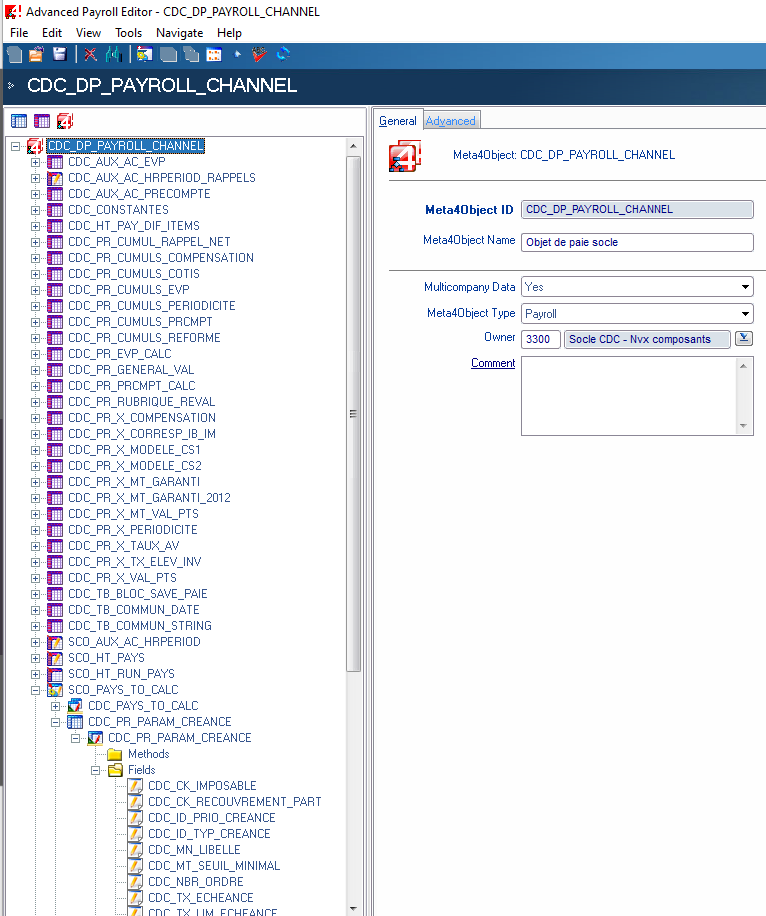 Advanced Payroll Editor - CDC_DP_PAYROLL_CHANNEL
File Edit View Tools Navigate Help
CDC_DP_PAYROLL_CHANNEL
CDC_DP_PAYROLL_CHANNEL
CDC_AUX_AC_EVP
CDC_AUX_AC_HRPERIOD_RAPPELS
CDC_AUX_AC_PRECOMPTE
CDC_CONSTANTES
CDC_HT_PAY_DIF_ITEMS
CDC_PR_CUMUL_RAPPEL_NET
CDC_PR_CUMULS_COMPENSATION
CDC_PR_CUMULS_COTIS
CDC_PR_CUMULS_EVP
CDC_PR_CUMULS_PERIODICITE
CDC_PR_CUMULS_PRCMPT
CDC_PR_CUMULS_REFORME
CDC_PR_EVP_CALC
CDC_PR_GENERAL_VAL
CDC_PR_PRCMPT_CALC
CDC_PR_RUBRIQUE_REVAL
CDC_PR_X_COMPENSATION
CDC_PR_X_CORRESP_IB_IM
CDC_PR_X_MODELE_CS1
CDC_PR_X_MODELE_CS2
CDC_PR_X_MT_GARANTI
CDC_PR_X_MT_GARANTI_2012
CDC_PR_X_MT_VAL_PTS
CDC_PR_X_PERIODICITE
CDC_PR_X_TAUX_AV
CDC_PR_X_TX_ELEV_INV
CDC_PR_X_VAL_PTS
CDC_TB_BLOC_SAVE_PAIE
CDC_TB_COMMUN_DATE
CDC_TB_COMMUN_STRING
SCO_AUX_AC_HRPERIOD
SCO_HT_PAYS
SCO_HT_RUN_PAYS
SCO_PAYS_TO_CALC
CDC_PAYS_TO_CALC
CDC_PR_PARAM_CREANCE
CDC_PR_PARAM_CREANCE
Methods
Fields
CDC_CK_IMPOSABLE
CDC_CK_RECOUVREMENT_PART
CDC_ID_PRIO_CREANCE
CDC_ID_TYP_CREANCE
CDC_MN_LIBELLE
CDC_MT_SEUIL_MINIMAL
CDC_NBR_ORDRE
CDC_TX_ECHEANCE
CDC_TX_LIM_ECHEANCE
General Advanced
Meta4Object: CDC_DP_PAYROLL_CHANNEL
Meta4Object ID CDC_DP_PAYROLL_CHANNEL
Meta4Object Name Objet de paie socle
Multicompany Data Yes
Meta4Object Type Payroll
Owner 3300 Socle CDC - Nvx composants
Comment